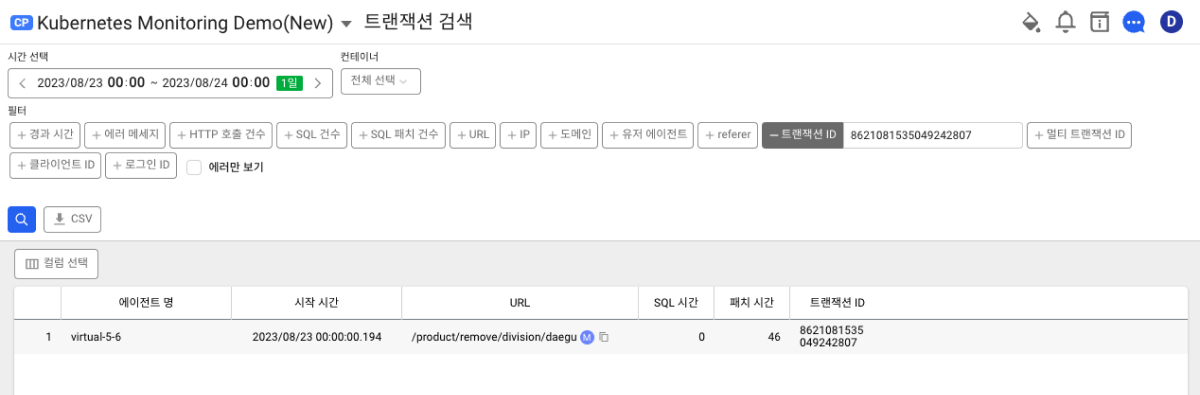 CP Kubernetes Monitoring Demo(New) 트랜잭션 검색 D
시간 선택 컨테이너
2023/08/23 00:00 ~ 2023/08/24 00:00 1일 전체 선택
필터
+ 경과 시간 + 에러 메세지 + HTTP 호출 건수 + SQL 건수 + SQL 패치 건수 + URL + IP + 도메인 + 유저 에이전트 + referer − 트랜잭션 ID 8621081535049242807 + 멀티 트랜잭션 ID
+ 클라이언트 ID + 로그인 ID 에러만 보기
CSV
컬럼 선택
에이전트 명 시작 시간 URL SQL 시간 패치 시간 트랜잭션 ID
1 virtual-5-6 2023/08/23 00:00:00.194 /product/remove/division/daegu M 0 46 8621081535
049242807